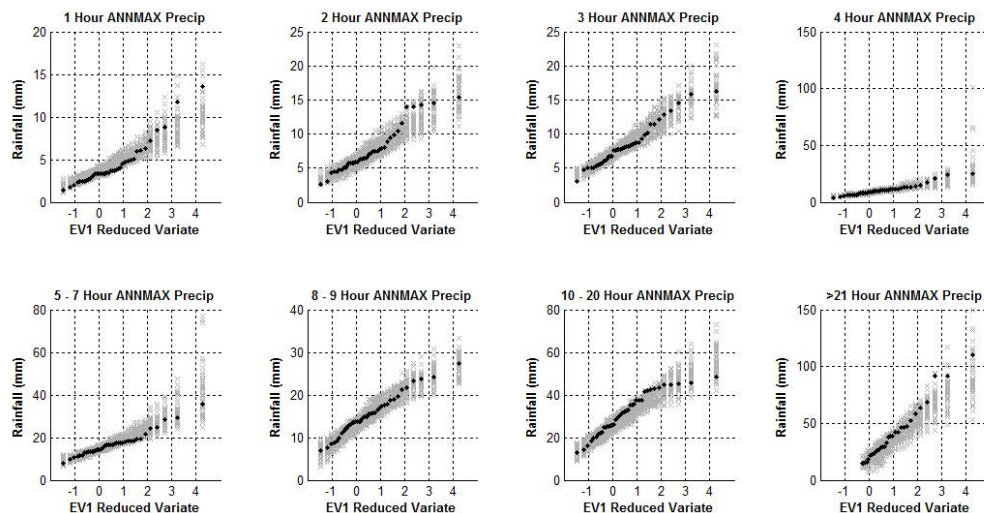 1 Hour ANNMAX Precip
20
15
10
5
0
Rainfall (mm)
-1 0 1 2 3 4
EV1 Reduced Variate
2 Hour ANNMAX Precip
25
20
15
10
5
0
Rainfall (mm)
-1 0 1 2 3 4
EV1 Reduced Variate
3 Hour ANNMAX Precip
25
20
15
10
5
0
Rainfall (mm)
-1 0 1 2 3 4
EV1 Reduced Variate
4 Hour ANNMAX Precip
150
100
50
0
Rainfall (mm)
-1 0 1 2 3 4
EV1 Reduced Variate
5 - 7 Hour ANNMAX Precip
80
60
40
20
0
Rainfall (mm)
-1 0 1 2 3 4
EV1 Reduced Variate
8 - 9 Hour ANNMAX Precip
40
30
20
10
0
Rainfall (mm)
-1 0 1 2 3 4
EV1 Reduced Variate
10 - 20 Hour ANNMAX Precip
80
60
40
20
0
Rainfall (mm)
-1 0 1 2 3 4
EV1 Reduced Variate
>21 Hour ANNMAX Precip
150
100
50
0
Rainfall (mm)
0 1 2 3 4
EV1 Reduced Variate